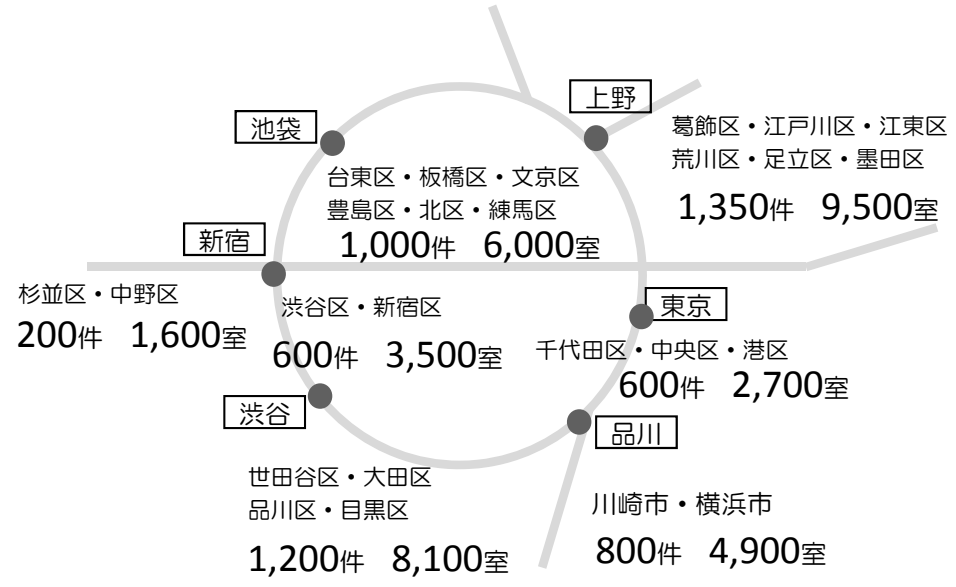 上野
池袋
葛飾区・江戸川区・江東区
荒川区・足立区・墨田区
1,350件 9,500室
台東区・板橋区・文京区
豊島区・北区・練馬区
1,000件 6,000室
新宿
杉並区・中野区
200件 1,600室
渋谷区・新宿区
600件 3,500室
東京
千代田区・中央区・港区
600件 2,700室
渋谷
品川
世田谷区・大田区
品川区・目黒区
1,200件 8,100室
川崎市・横浜市
800件 4,900室